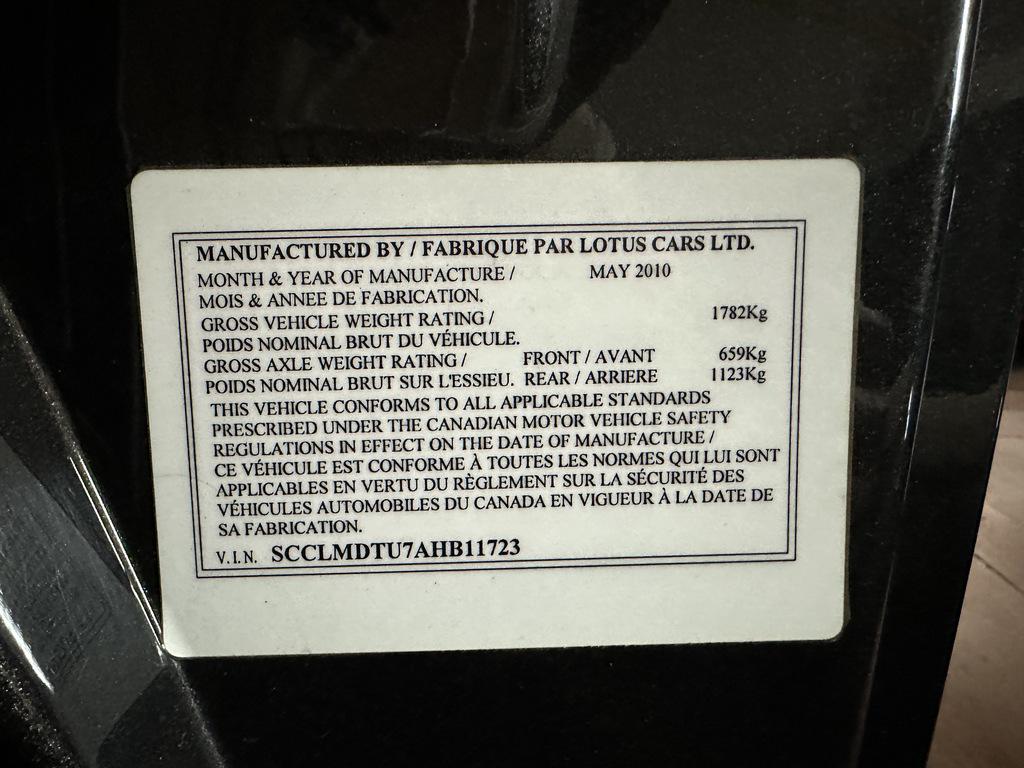 MANUFACTURED BY / FABRIQUE PAR LOTUS CARS LTD.
MONTH & YEAR OF MANUFACTURE / MAY 2010
MOIS & ANNEE DE FABRICATION.
GROSS VEHICLE WEIGHT RATING / 1782Kg
POIDS NOMINAL BRUT DU VÉHICULE.
GROSS AXLE WEIGHT RATING / FRONT / AVANT 659Kg
POIDS NOMINAL BRUT SUR L'ESSIEU. REAR / ARRIERE 1123Kg
THIS VEHICLE CONFORMS TO ALL APPLICABLE STANDARDS
PRESCRIBED UNDER THE CANADIAN MOTOR VEHICLE SAFETY
REGULATIONS IN EFFECT ON THE DATE OF MANUFACTURE /
CE VÉHICULE EST CONFORME À TOUTES LES NORMES QUI LUI SONT
APPLICABLES EN VERTU DU RÈGLEMENT SUR LA SÉCURITÉ DES
VÉHICULES AUTOMOBILES DU CANADA EN VIGUEUR À LA DATE DE
SA FABRICATION.
V.I.N. SCCLMDTU7AHB11723